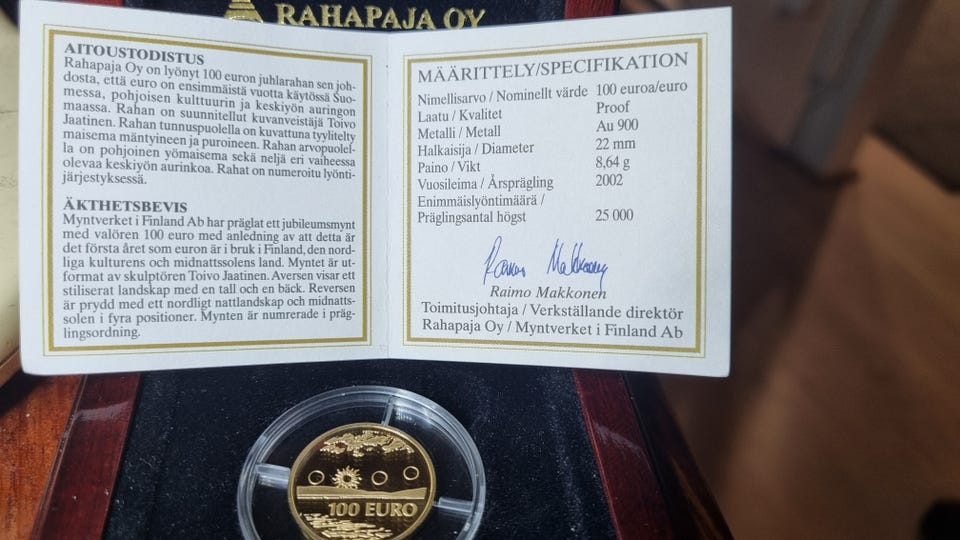 RAHAPAJA OY
AITOUSTODISTUS
Rahapaja Oy on lyönyt 100 euron juhlarahan sen joh-
dosta, että euro on ensimmäistä vuotta käytössä Suo-
messa, pohjoisen kulttuurin ja keskiyön auringon
maassa. Rahan on suunnitellut kuvanveistäjä Toivo
Jaatinen. Rahan tunnuspuolella on kuvattuna tyylitelty
maisema mäntyineen ja puroineen. Rahan arvopuolel-
la on pohjoinen yömaisema sekä neljä eri vaiheessa
olevaa keskiyön aurinkoa. Rahat on numeroitu lyönti-
järjestyksessä.
ÄKTHETSBEVIS
Myntverket i Finland Ab har präglat ett jubileumsmynt
med valören 100 euro med anledning av att detta är
det första året som euron är i bruk i Finland, den nord-
liga kulturens och midnattssolens land. Myntet är ut-
format av skulptören Toivo Jaatinen. Aversen visar ett
stiliserat landskap med en tall och en bäck. Reversen
är prydd med ett nordligt nattlandskap och midnatts-
solen i fyra positioner. Mynten är numrerade i präg-
lingsordning.
MÄÄRITTELY/SPECIFIKATION
Nimellisarvo / Nominellt värde 100 euroa/euro
Laatu / Kvalitet Proof
Metalli / Metall Au 900
Halkaisija / Diameter 22 mm
Paino / Vikt 8,64 g
Vuosileima / Årsprägling 2002
Enimmäislyöntimäärä /
Präglingsantal högst 25 000
Raimo Makkonen
Raimo Makkonen
Toimitusjohtaja / Verkställande direktör
Rahapaja Oy / Myntverket i Finland Ab
100 EURO